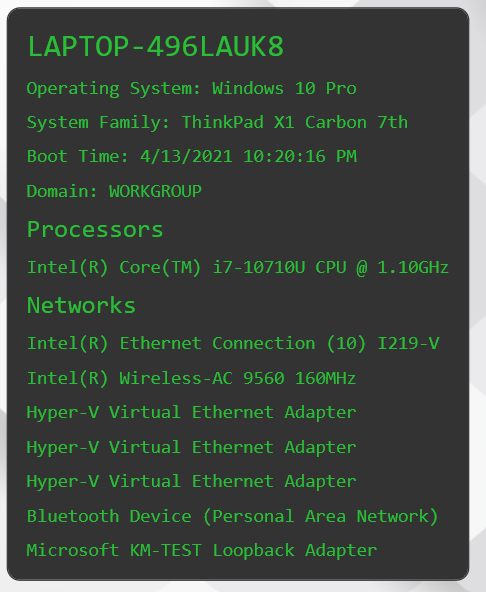 LAPTOP-496LAUK8
Operating System: Windows 10 Pro
System Family: ThinkPad X1 Carbon 7th
Boot Time: 4/13/2021 10:20:16 PM
Domain: WORKGROUP
Processors
Intel(R) Core(TM) i7-10710U CPU @ 1.10GHz
Networks
Intel(R) Ethernet Connection (10) I219-V
Intel(R) Wireless-AC 9560 160MHz
Hyper-V Virtual Ethernet Adapter
Hyper-V Virtual Ethernet Adapter
Hyper-V Virtual Ethernet Adapter
Bluetooth Device (Personal Area Network)
Microsoft KM-TEST Loopback Adapter